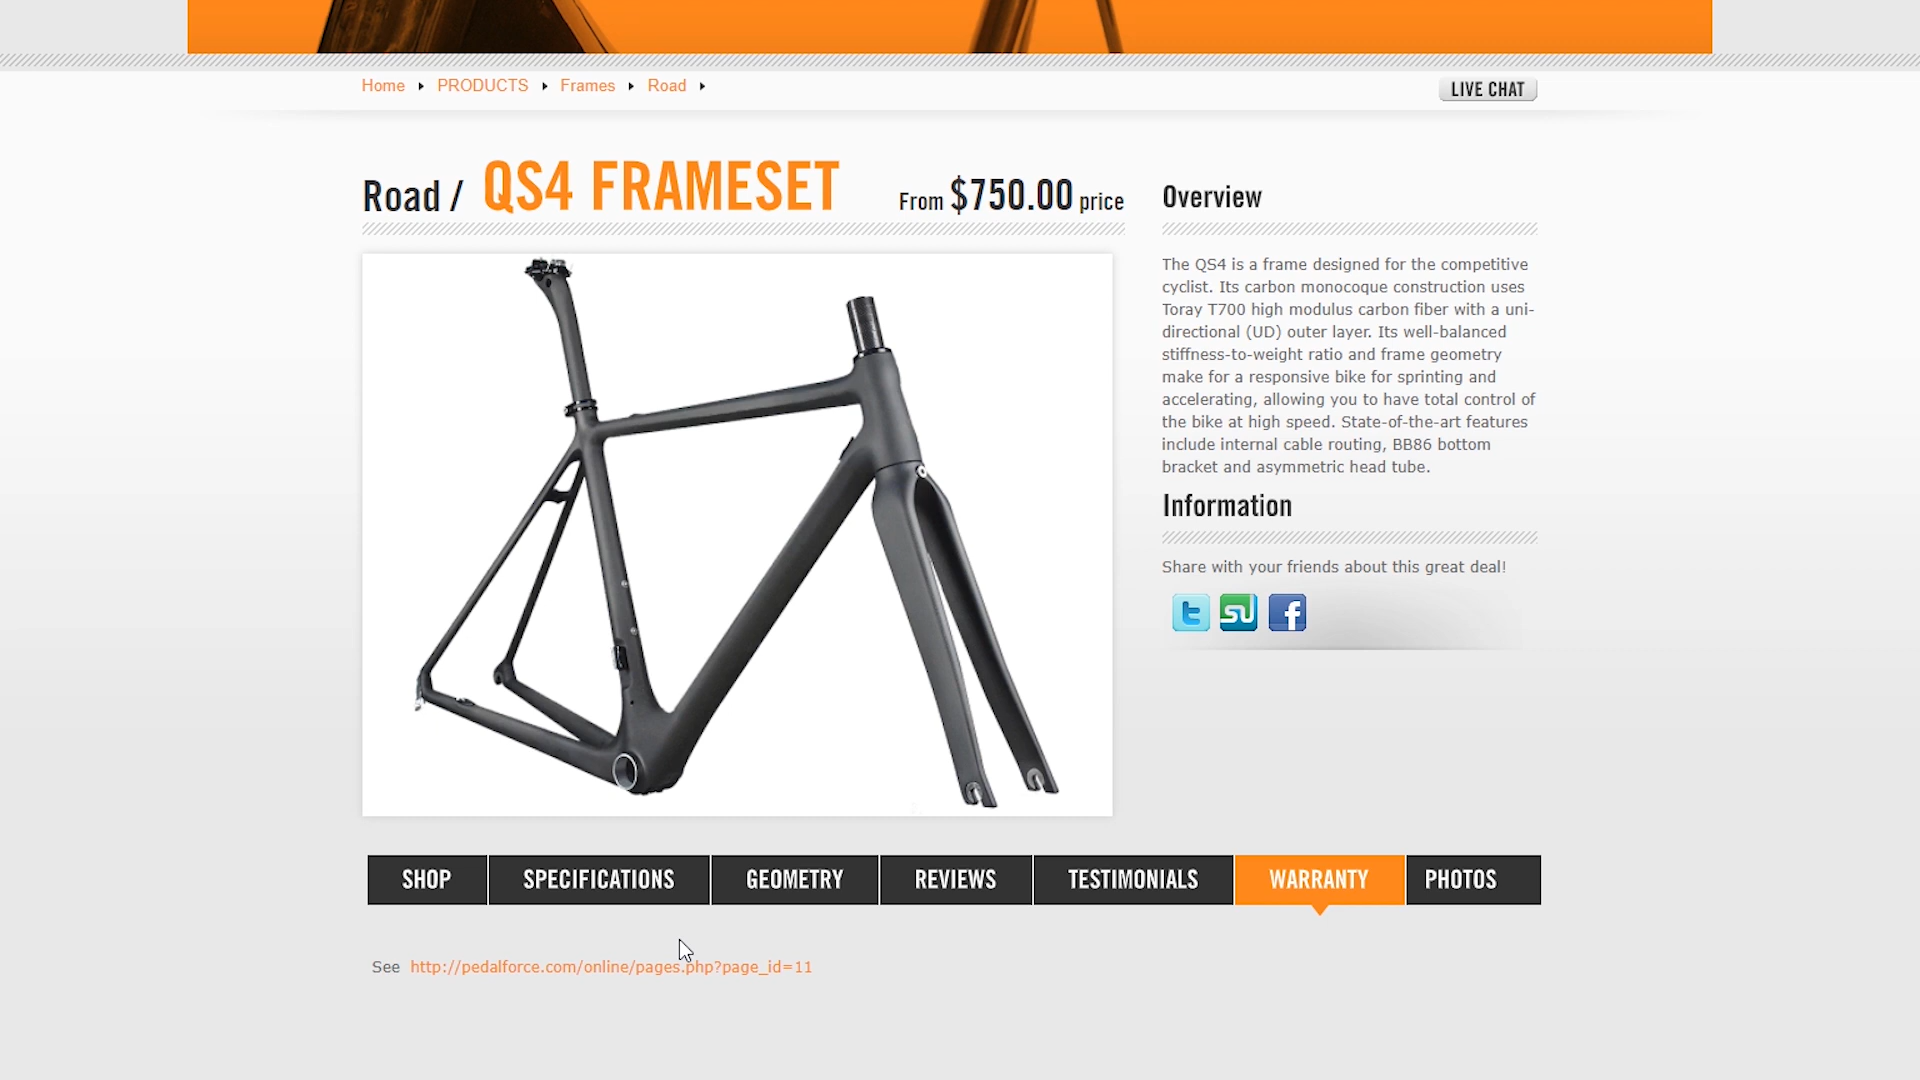 Home PRODUCTS Frames Road
LIVE CHAT
Road / QS4 FRAMESET From $750.00 price
Overview
The QS4 is a frame designed for the competitive
cyclist. Its carbon monocoque construction uses
Toray T700 high modulus carbon fiber with a uni-
directional (UD) outer layer. Its well-balanced
stiffness-to-weight ratio and frame geometry
make for a responsive bike for sprinting and
accelerating, allowing you to have total control of
the bike at high speed. State-of-the-art features
include internal cable routing, BB86 bottom
bracket and asymmetric head tube.
Information
Share with your friends about this great deal!
t SU f
SHOP SPECIFICATIONS GEOMETRY REVIEWS TESTIMONIALS WARRANTY PHOTOS
See http://pedalforce.com/online/pages.php?page_id=11